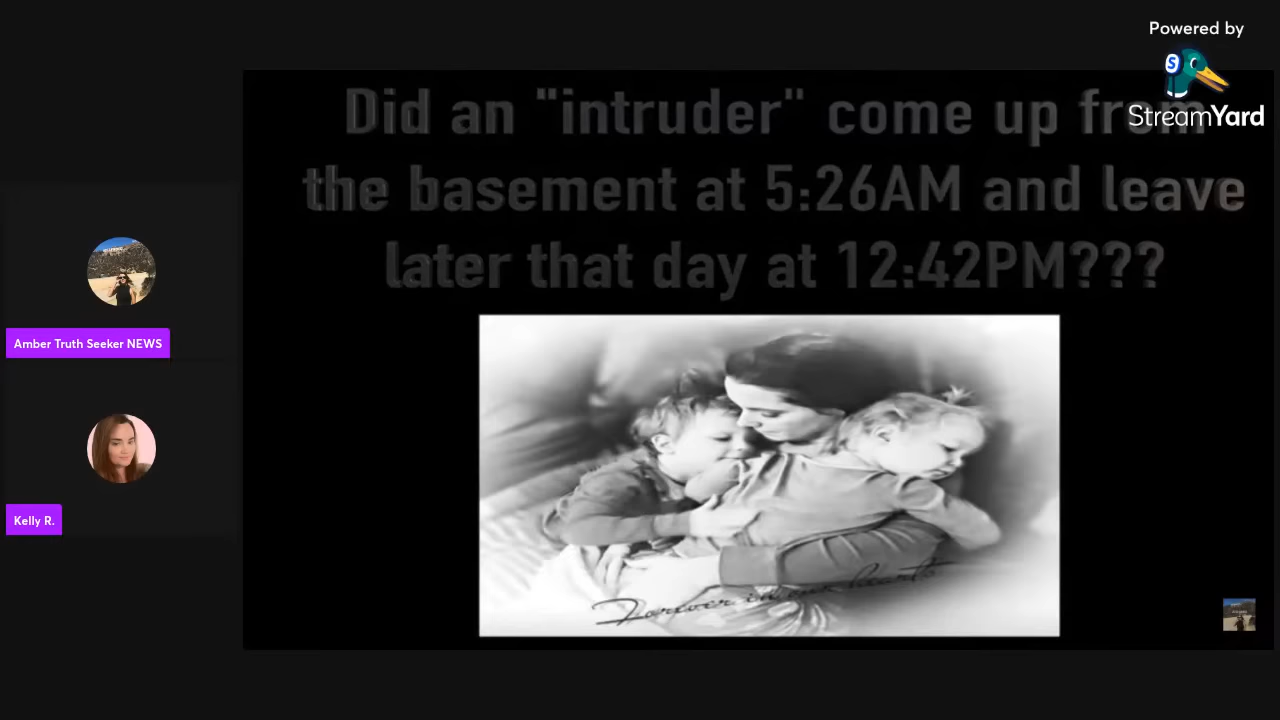 Powered by
StreamYard
Did an "intruder" come up from
the basement at 5:26AM and leave
later that day at 12:42PM???
Amber Truth Seeker NEWS
Kelly R.
Forever in our hearts